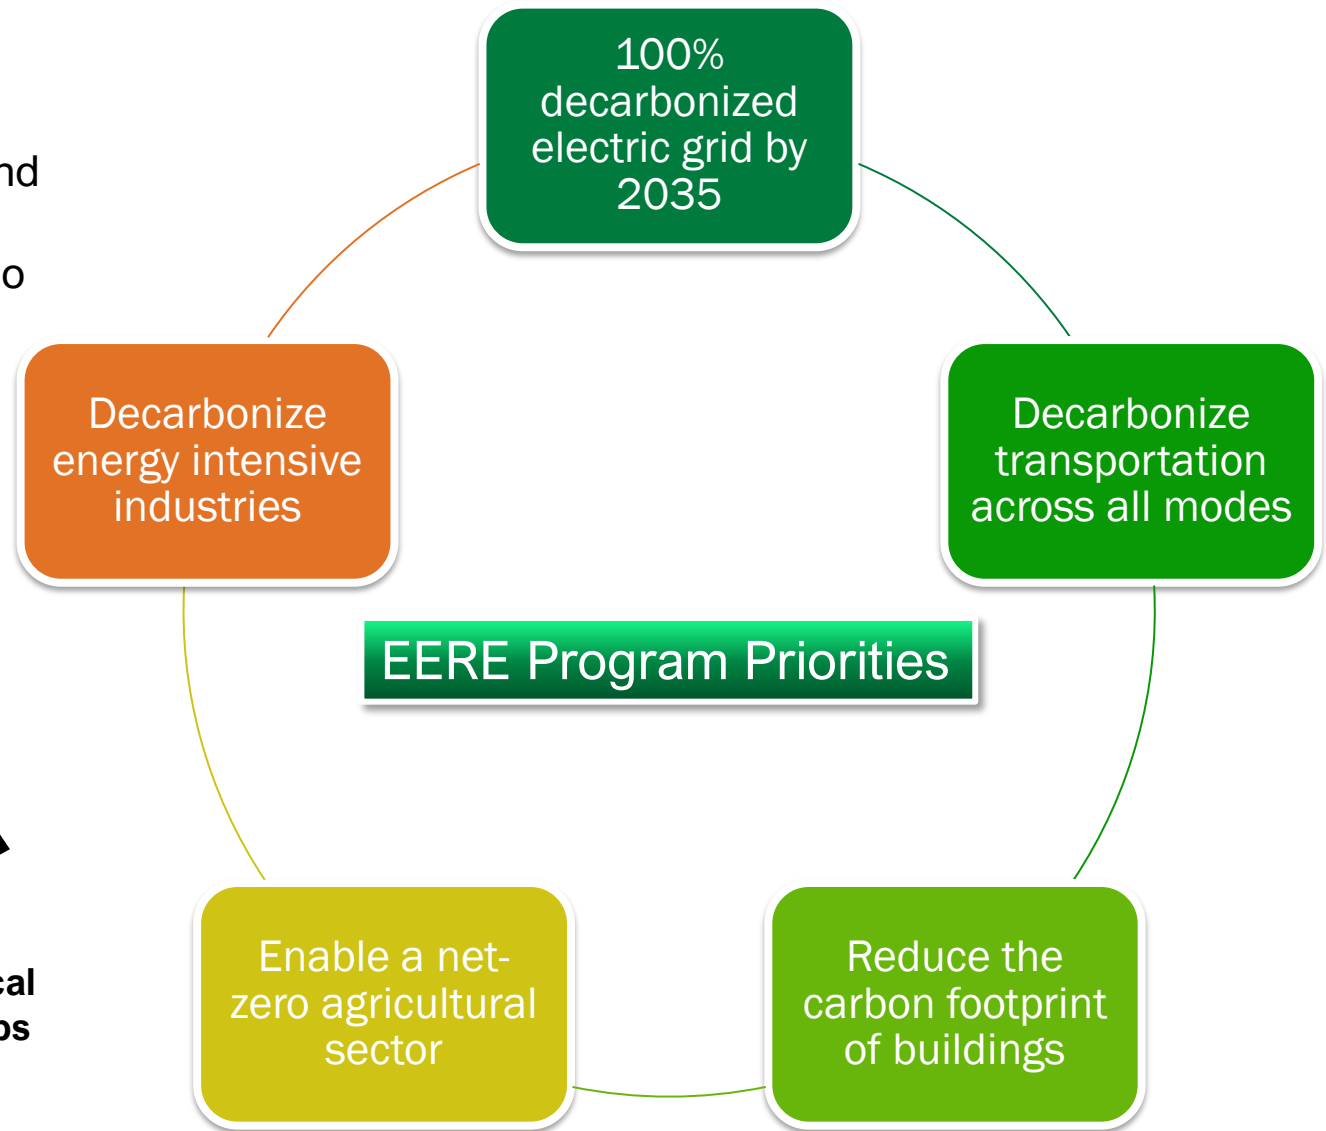 100%
decarbonized
electric grid by
2035
Decarbonize
energy intensive
industries
Decarbonize
transportation
across all modes
EERE Program Priorities
Enable a net-
zero agricultural
sector
Reduce the
carbon footprint
of buildings